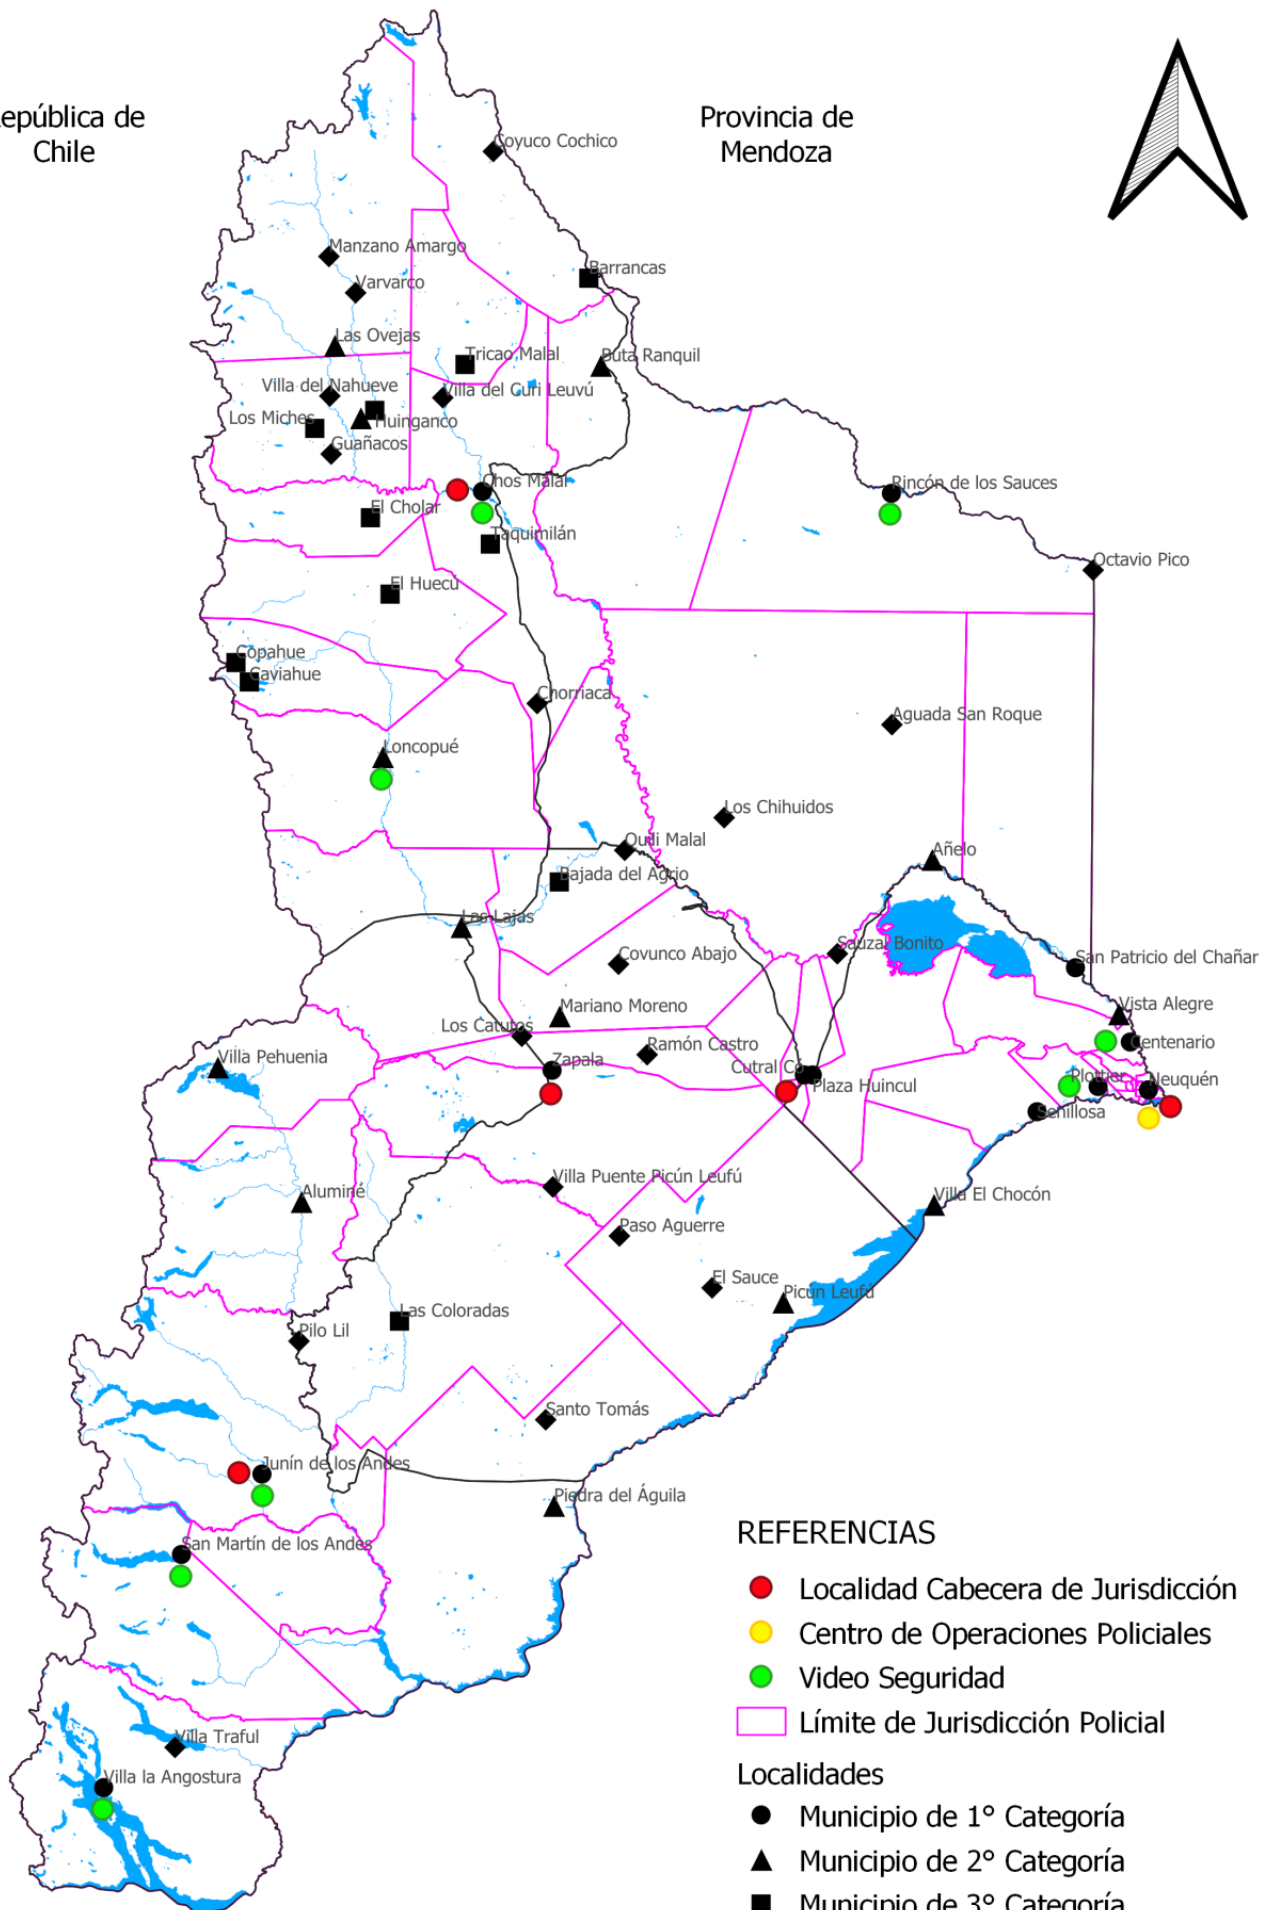 República de
Chile
Provincia de
Mendoza
Coyuco Cochico
Manzano Amargo
Barrancas
Varvarco
Las Ovejas
Tricao Malal
Buta Ranquil
Villa del Nahueve
Villa del Curi Leuvú
Los Miches
Huinganco
Guañacos
Chos Malal
Rincón de los Sauces
El Cholar
Taquimilán
Octavio Pico
El Huecú
Copahue
Caviahue
Chorriaca
Aguada San Roque
Loncopué
Los Chihuidos
Quili Malal
Añelo
Bajada del Agrio
Las Lajas
Covunco Abajo
Sauzal Bonito
San Patricio del Chañar
Mariano Moreno
Vista Alegre
Los Catutos
Centenario
Ramón Castro
Villa Pehuenia
Zapala
Cutral Có
Plaza Huincul
Plottier
Neuquén
Senillosa
Villa Puente Picún Leufú
Aluminé
Villa El Chocón
Paso Aguerre
El Sauce
Picún Leufú
Las Coloradas
Pilo Lil
Santo Tomás
Junín de los Andes
Piedra del Águila
San Martín de los Andes
Villa Traful
Villa la Angostura
REFERENCIAS
Localidad Cabecera de Jurisdicción
Centro de Operaciones Policiales
Video Seguridad
Límite de Jurisdicción Policial
Localidades
Municipio de 1° Categoría
Municipio de 2° Categoría
Municipio de 3° Categoría